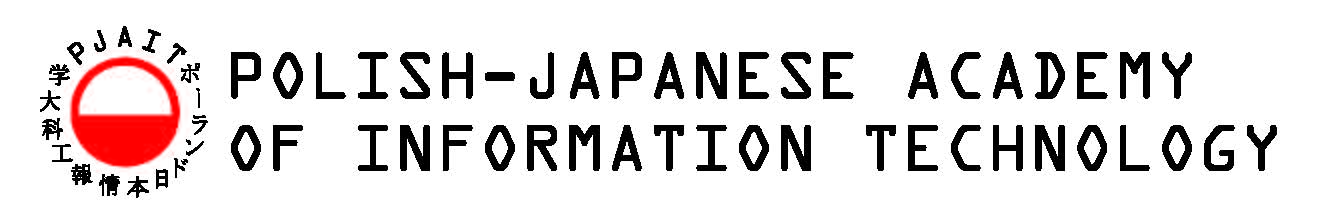 PJAIT
ポーランド日本情報工科大学
POLISH-JAPANESE ACADEMY
OF INFORMATION TECHNOLOGY